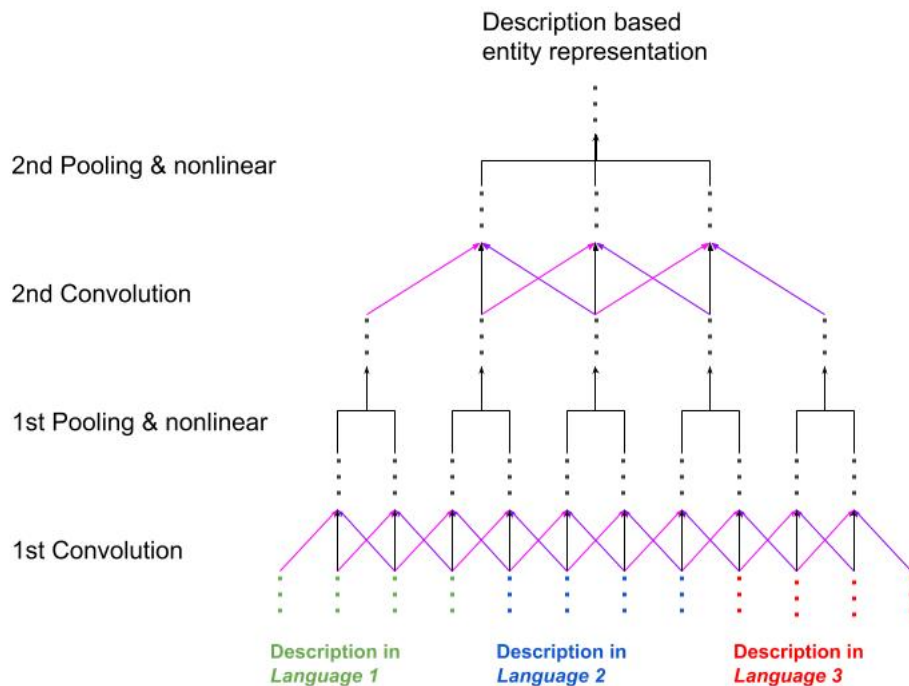 Description based
entity representation
2nd Pooling & nonlinear
2nd Convolution
1st Pooling & nonlinear
1st Convolution
Description in
Language 1
Description in
Language 2
Description in
Language 3